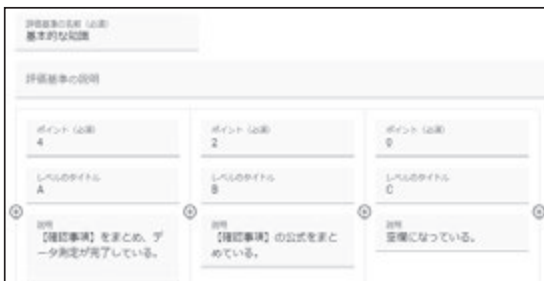 評価基準の名前（必須）
基本的な知識
評価基準の説明
ポイント（必須）
4
ポイント（必須）
2
ポイント（必須）
0
レベルのタイトル
A
レベルのタイトル
B
レベルのタイトル
C
説明
【確認事項】をまとめ、デ
ータ測定が完了している。
説明
【確認事項】の公式をまと
めている。
説明
空欄になっている。